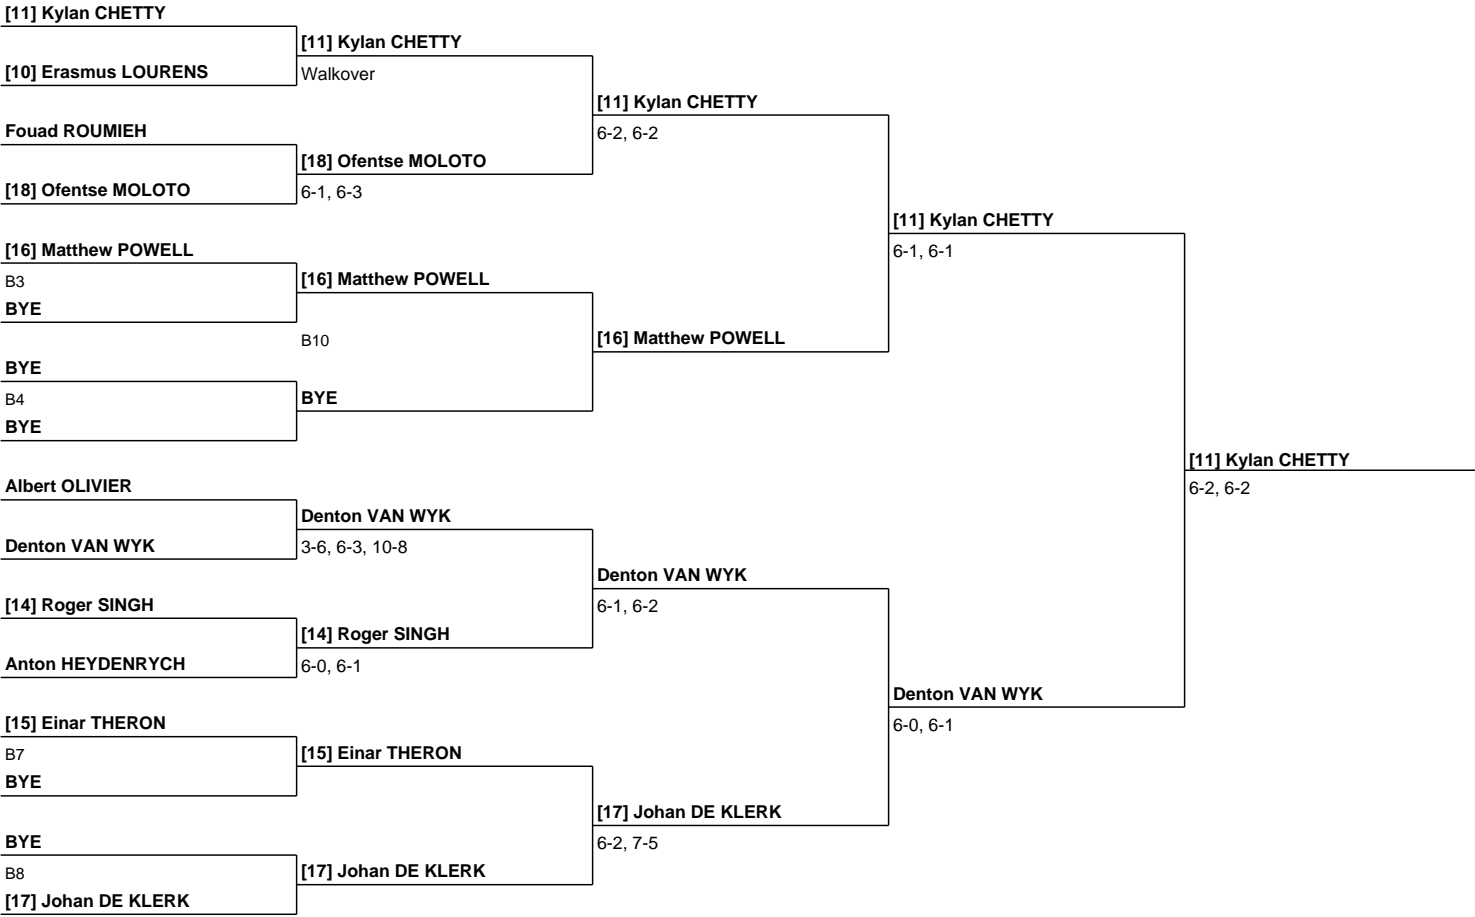 [11] Kylan CHETTY
[10] Erasmus LOURENS
Fouad ROUMIEH
[18] Ofentse MOLOTO
[16] Matthew POWELL
B3
BYE
BYE
B4
BYE
Albert OLIVIER
Denton VAN WYK
[14] Roger SINGH
Anton HEYDENRYCH
[15] Einar THERON
B7
BYE
BYE
B8
[17] Johan DE KLERK
[11] Kylan CHETTY
Walkover
[18] Ofentse MOLOTO
6-1, 6-3
[16] Matthew POWELL
B10
BYE
Denton VAN WYK
3-6, 6-3, 10-8
[14] Roger SINGH
6-0, 6-1
[15] Einar THERON
[17] Johan DE KLERK
[11] Kylan CHETTY
6-2, 6-2
[16] Matthew POWELL
Denton VAN WYK
6-1, 6-2
[17] Johan DE KLERK
6-2, 7-5
[11] Kylan CHETTY
6-1, 6-1
Denton VAN WYK
6-0, 6-1
[11] Kylan CHETTY
6-2, 6-2